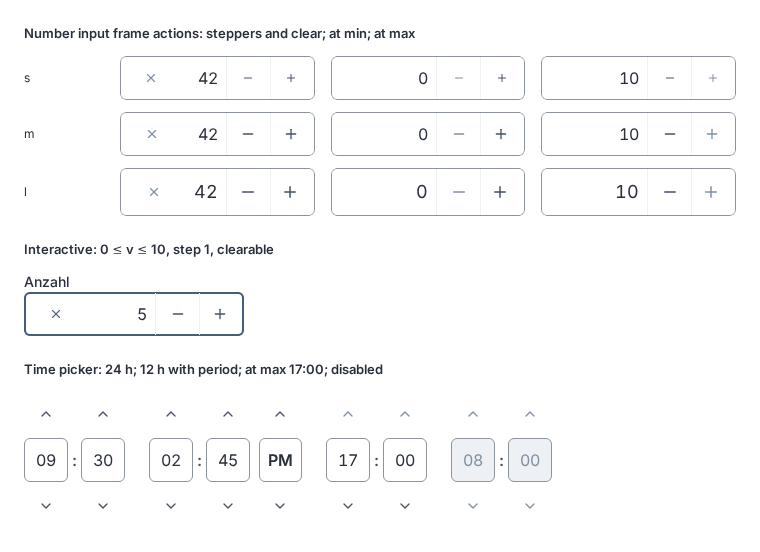 Number input frame actions: steppers and clear; at min; at max
s × 42 − + 0 − + 10 − +
m × 42 − + 0 − + 10 − +
l × 42 − + 0 − + 10 − +
Interactive: 0 ≤ v ≤ 10, step 1, clearable
Anzahl
× 5 − +
Time picker: 24 h; 12 h with period; at max 17:00; disabled
09 : 30 02 : 45 PM 17 : 00 08 : 00